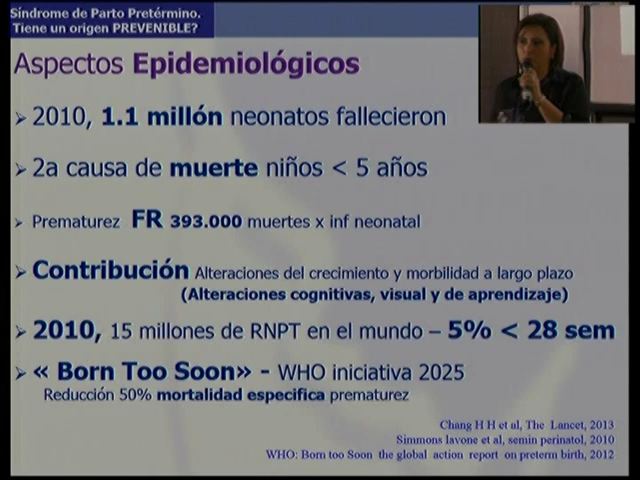 Síndrome de Parto Pretérmino.
Tiene un origen PREVENIBLE?
Aspectos Epidemiológicos
➢ 2010, 1.1 millón neonatos fallecieron
➢ 2a causa de muerte niños < 5 años
➢ Prematurez FR 393.000 muertes x inf neonatal
➢ Contribución Alteraciones del crecimiento y morbilidad a largo plazo
(Alteraciones cognitivas, visual y de aprendizaje)
➢ 2010, 15 millones de RNPT en el mundo – 5% < 28 sem
➢ « Born Too Soon» - WHO iniciativa 2025
Reducción 50% mortalidad especifica prematurez
Chang H H et al, The Lancet, 2013
Simmons lavone et al, semin perinatol, 2010
WHO: Born too Soon the global action report on preterm birth, 2012